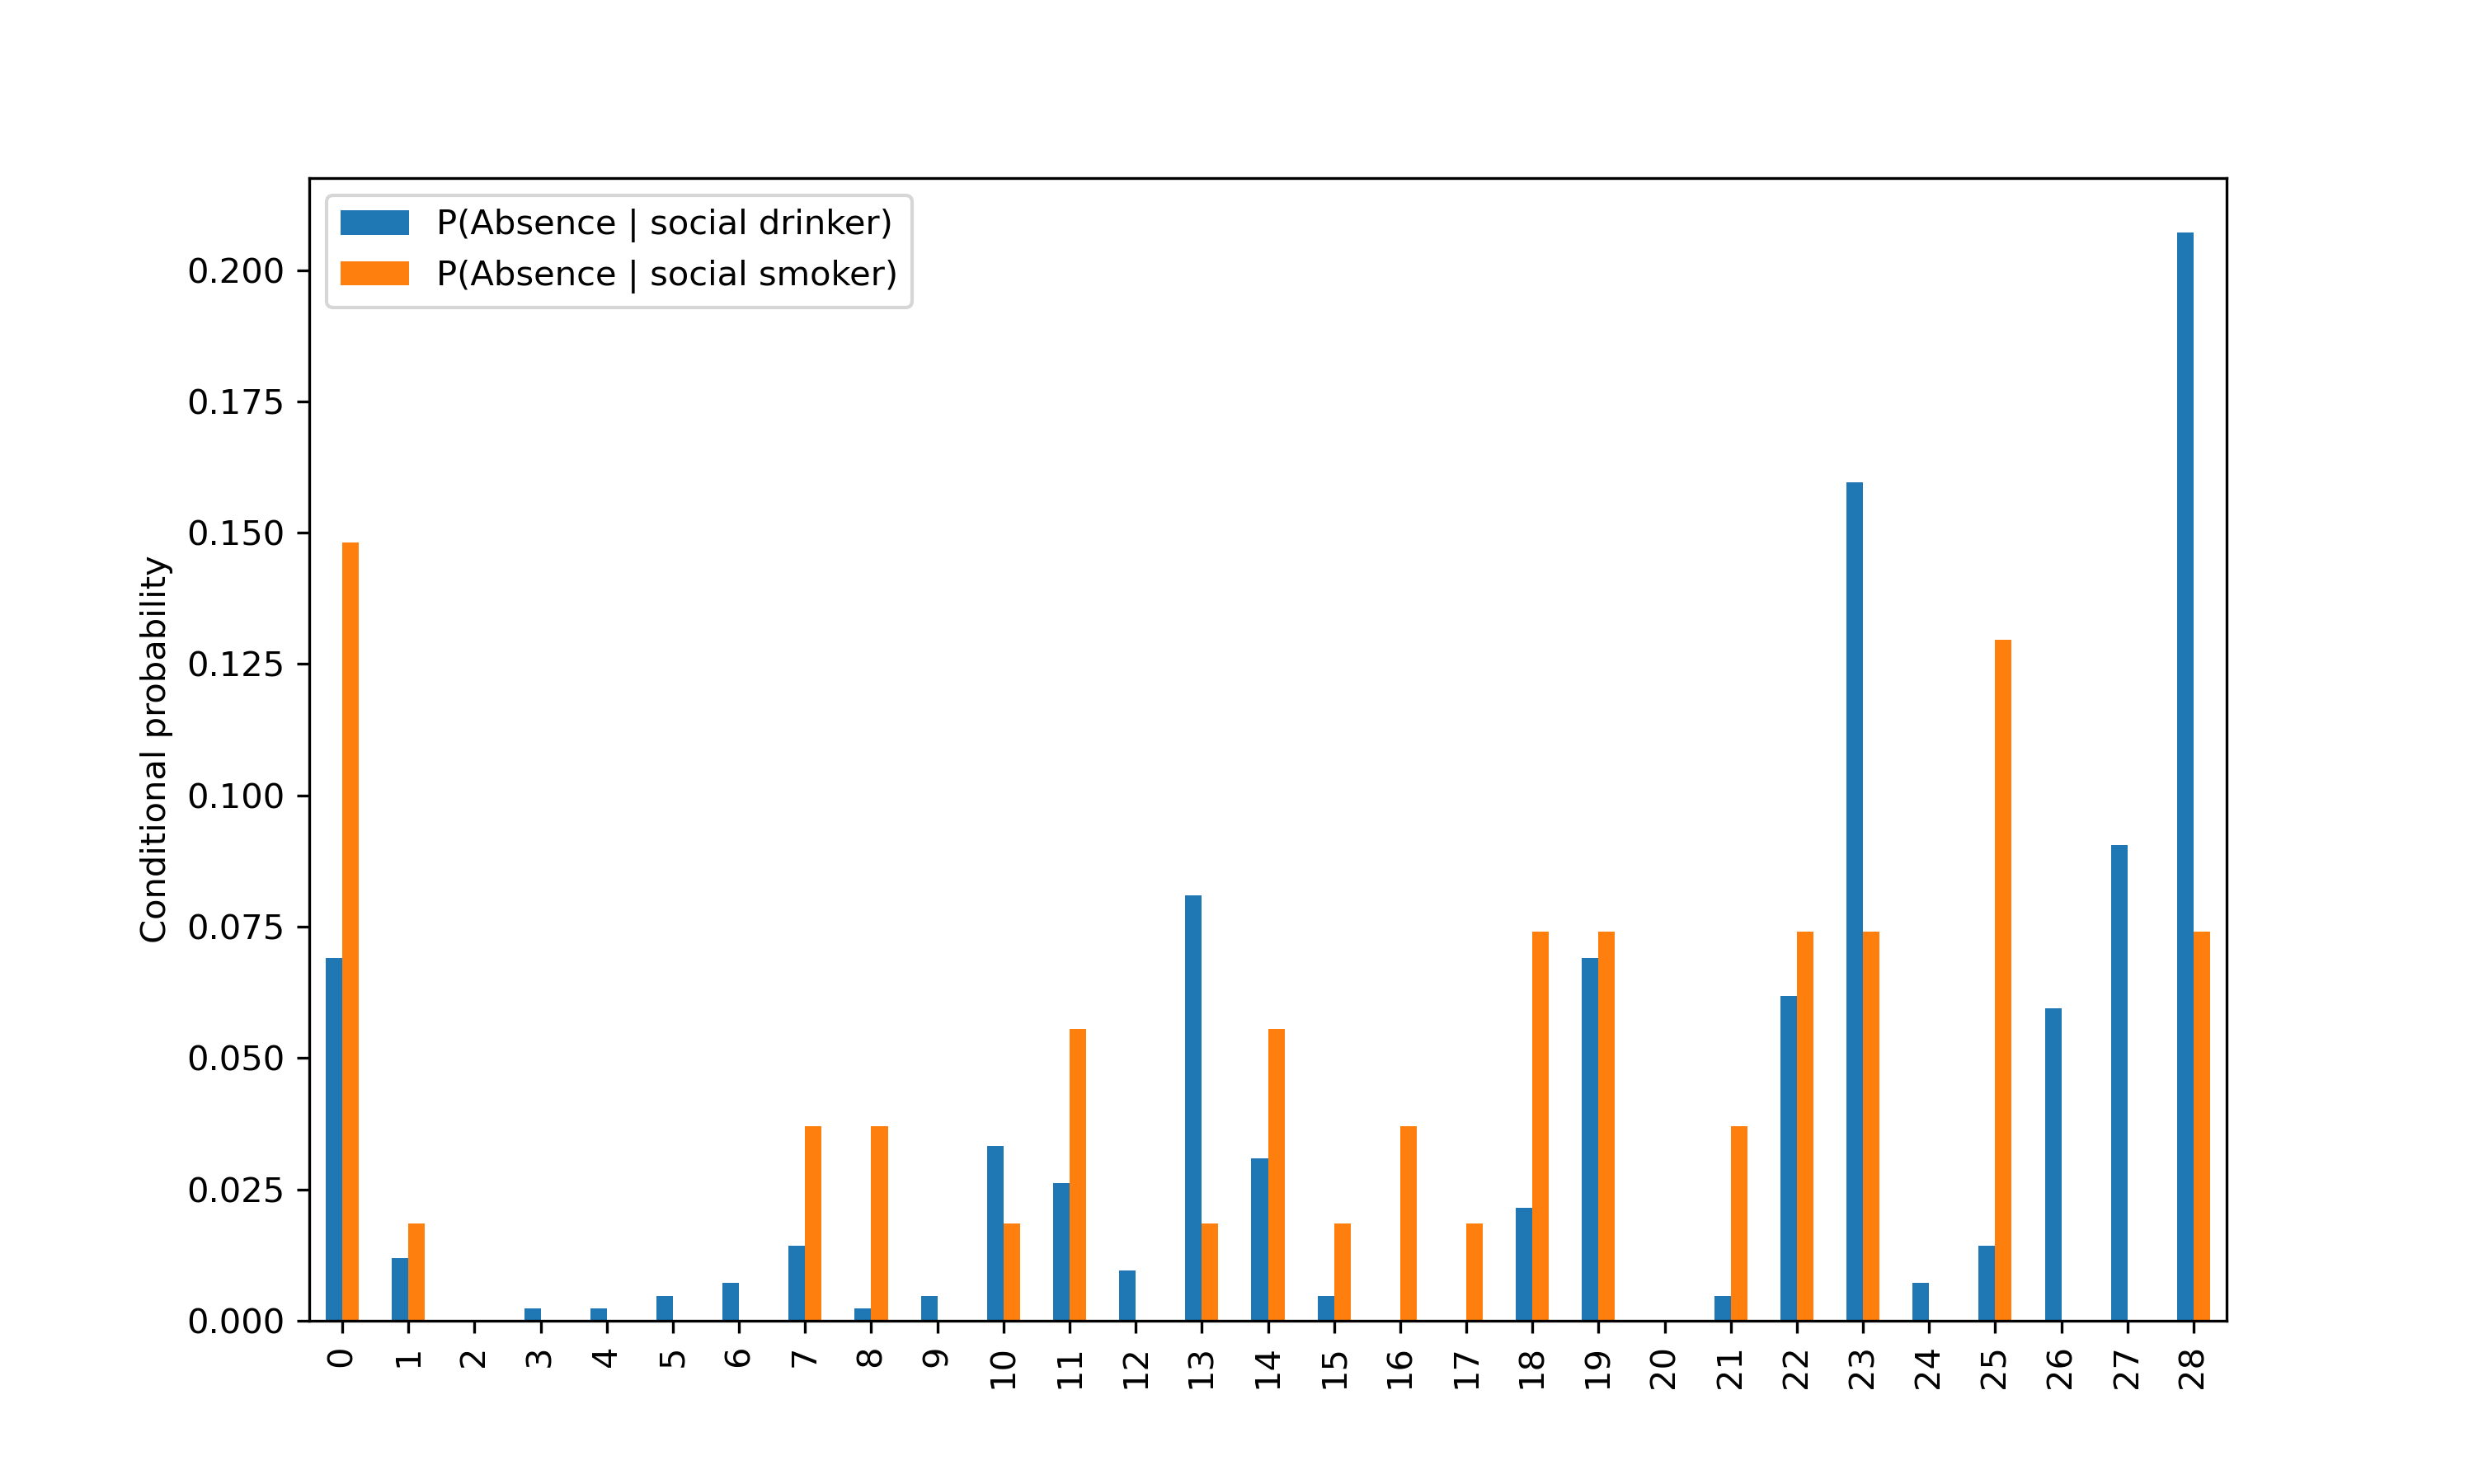 P(Absence | social drinker)
P(Absence | social smoker)
Conditional probability
0.200
0.175
0.150
0.125
0.100
0.075
0.050
0.025
0.000
0 1 2 3 4 5 6 7 8 9 10 11 12 13 14 15 16 17 18 19 20 21 22 23 24 25 26 27 28